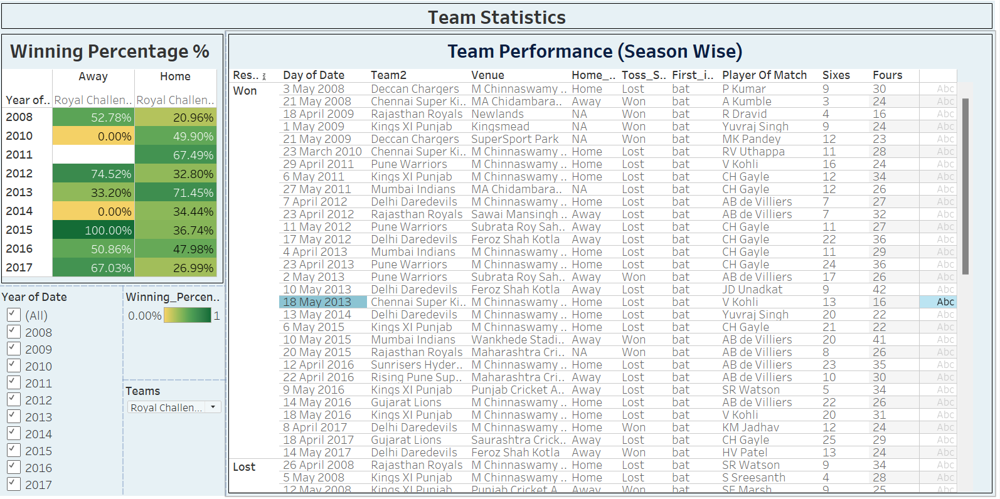 Team Statistics
Winning Percentage %
Away Home
Year of.. Royal Challen.. Royal Challen..
2008 52.78% 20.96%
2010 0.00% 49.90%
2011 67.49%
2012 74.52% 32.80%
2013 33.20% 71.45%
2014 0.00% 34.44%
2015 100.00% 36.74%
2016 50.86% 47.98%
2017 67.03% 26.99%
Year of Date
(All)
2008
2009
2010
2011
2012
2013
2014
2015
2016
2017
Winning_Percen..
0.00% 1
Teams
Royal Challen...
Team Performance (Season Wise)
Res.. Day of Date Team2 Venue Home_.. Toss_S.. First_i.. Player Of Match Sixes Fours
Won 3 May 2008 Deccan Chargers M Chinnaswamy .. Home Lost bat P Kumar 9 30 Abc
21 May 2008 Chennai Super Ki.. MA Chidambara.. Away Won bat A Kumble 3 24 Abc
18 April 2009 Rajasthan Royals Newlands NA Won bat R Dravid 4 16 Abc
1 May 2009 Kings XI Punjab Kingsmead NA Won bat Yuvraj Singh 9 24 Abc
21 May 2009 Deccan Chargers SuperSport Park NA Won bat MK Pandey 12 23 Abc
23 March 2010 Chennai Super Ki.. M Chinnaswamy .. Home Lost bat RV Uthappa 11 28 Abc
29 April 2011 Pune Warriors M Chinnaswamy .. Home Lost bat V Kohli 16 24 Abc
6 May 2011 Kings XI Punjab M Chinnaswamy .. Home Lost bat CH Gayle 12 34 Abc
27 May 2011 Mumbai Indians MA Chidambara.. NA Lost bat CH Gayle 12 26 Abc
7 April 2012 Delhi Daredevils M Chinnaswamy .. Home Lost bat AB de Villiers 7 27 Abc
23 April 2012 Rajasthan Royals Sawai Mansingh .. Away Lost bat AB de Villiers 7 32 Abc
11 May 2012 Pune Warriors Subrata Roy Sah.. Away Lost bat CH Gayle 11 27 Abc
17 May 2012 Delhi Daredevils Feroz Shah Kotla Away Lost bat CH Gayle 22 36 Abc
4 April 2013 Mumbai Indians M Chinnaswamy .. Home Lost bat CH Gayle 11 29 Abc
23 April 2013 Pune Warriors M Chinnaswamy .. Home Lost bat CH Gayle 24 36 Abc
2 May 2013 Pune Warriors Subrata Roy Sah.. Away Won bat AB de Villiers 17 26 Abc
10 May 2013 Delhi Daredevils Feroz Shah Kotla Away Lost bat JD Unadkat 9 42 Abc
18 May 2013 Chennai Super Ki.. M Chinnaswamy .. Home Lost bat V Kohli 13 16 Abc
13 May 2014 Delhi Daredevils M Chinnaswamy .. Home Lost bat Yuvraj Singh 20 22 Abc
6 May 2015 Kings XI Punjab M Chinnaswamy .. Home Lost bat CH Gayle 21 22 Abc
10 May 2015 Mumbai Indians Wankhede Stadi.. Away Won bat AB de Villiers 20 41 Abc
20 May 2015 Rajasthan Royals Maharashtra Cri.. NA Won bat AB de Villiers 8 26 Abc
12 April 2016 Sunrisers Hyder.. M Chinnaswamy .. Home Lost bat AB de Villiers 23 35 Abc
22 April 2016 Rising Pune Sup.. Maharashtra Cri.. Away Lost bat AB de Villiers 10 30 Abc
9 May 2016 Kings XI Punjab Punjab Cricket A.. Away Lost bat SR Watson 5 34 Abc
14 May 2016 Gujarat Lions M Chinnaswamy .. Home Lost bat AB de Villiers 22 26 Abc
18 May 2016 Kings XI Punjab M Chinnaswamy .. Home Lost bat V Kohli 20 31 Abc
8 April 2017 Delhi Daredevils M Chinnaswamy .. Home Won bat KM Jadhav 12 24 Abc
18 April 2017 Gujarat Lions Saurashtra Crick.. Away Lost bat CH Gayle 25 29 Abc
14 May 2017 Delhi Daredevils Feroz Shah Kotla Away Won bat HV Patel 13 24 Abc
Lost 26 April 2008 Rajasthan Royals M Chinnaswamy .. Home Lost bat SR Watson 9 34 Abc
5 May 2008 Kings XI Punjab M Chinnaswamy .. Home Lost bat S Sreesanth 4 28 Abc
12 May 2008 Kings XI Punjab Punjab Cricket A.. Away Won bat SE Marsh 9 25 Abc